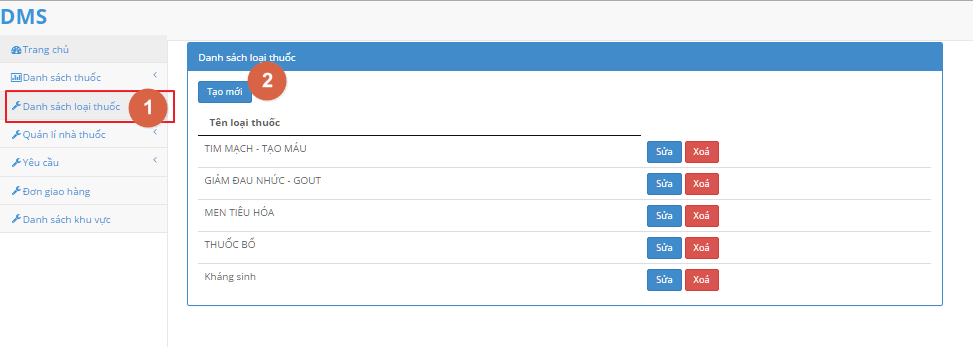 DMS
Trang chủ
Danh sách thuốc
Danh sách loại thuốc
1
Quản lí nhà thuốc
Yêu cầu
Đơn giao hàng
Danh sách khu vực
Danh sách loại thuốc
Tạo mới
2
Tên loại thuốc
TIM MẠCH - TẠO MÁU Sửa Xoá
GIẢM ĐAU NHỨC - GOUT Sửa Xoá
MEN TIÊU HÓA Sửa Xoá
THUỐC BỔ Sửa Xoá
Kháng sinh Sửa Xoá